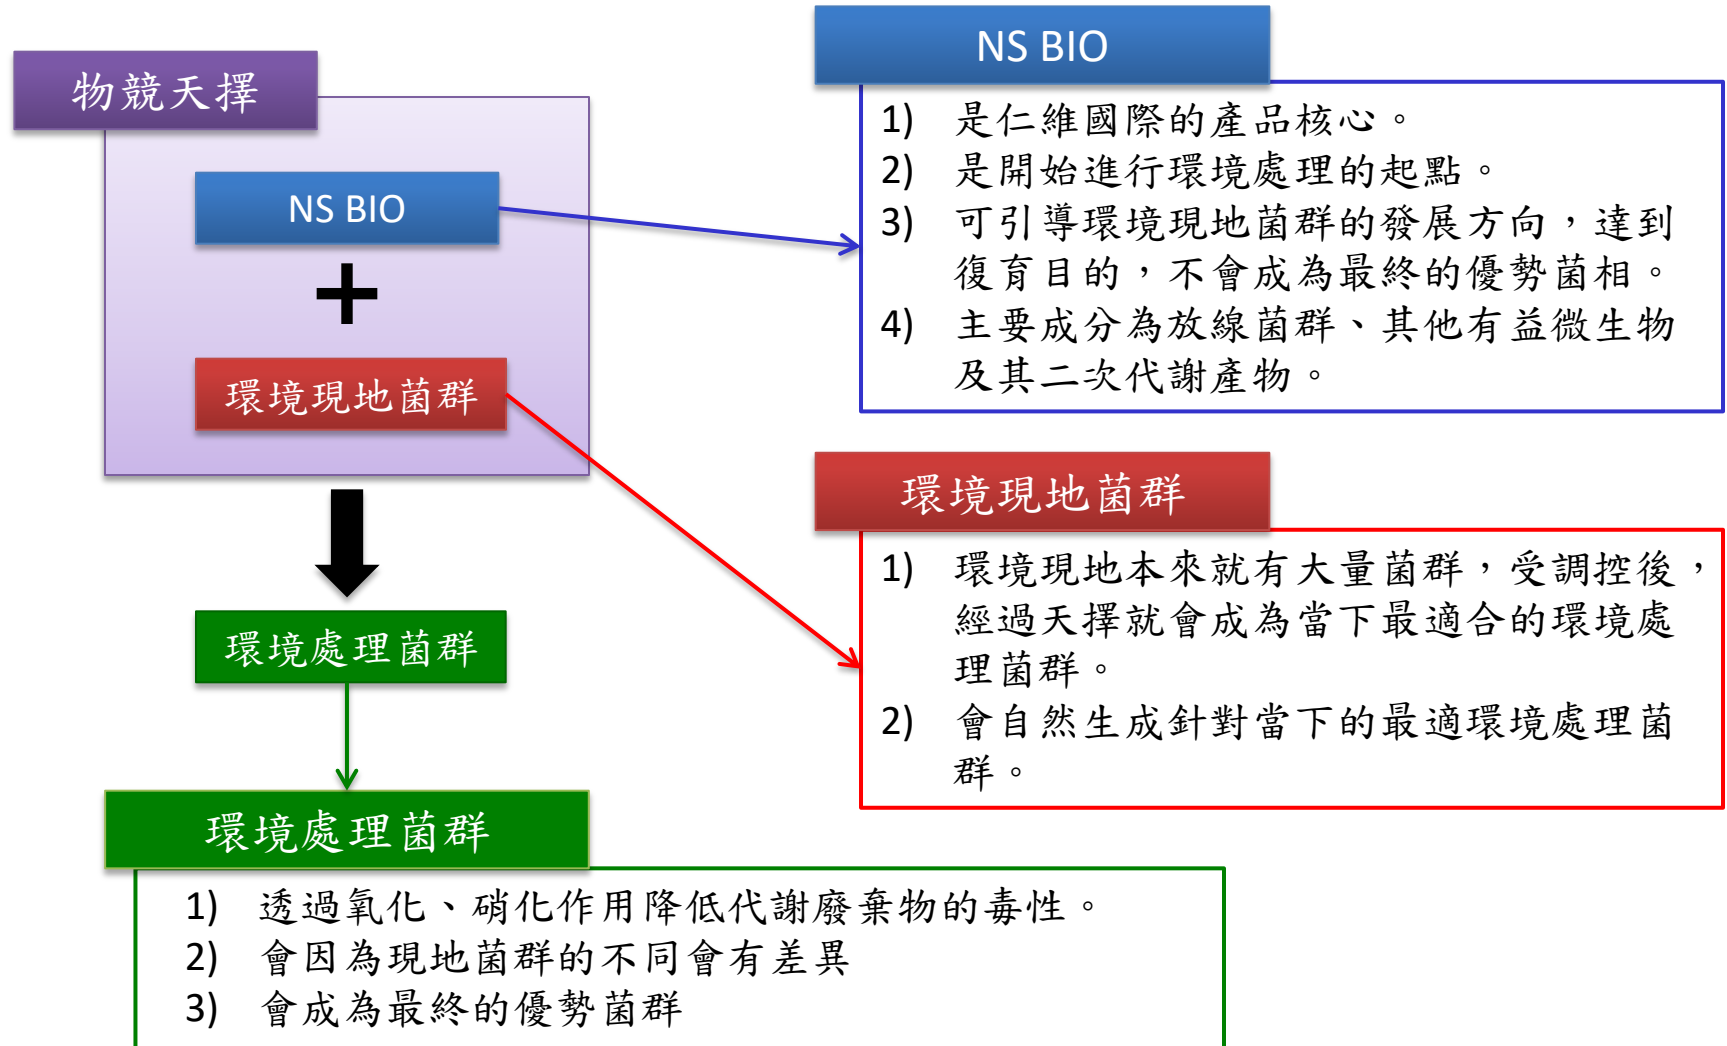 物競天擇
NS BIO
+
環境現地菌群
環境處理菌群
NS BIO
1) 是仁維國際的產品核心。
2) 是開始進行環境處理的起點。
3) 可引導環境現地菌群的發展方向，達到
復育目的，不會成為最終的優勢菌相。
4) 主要成分為放線菌群、其他有益微生物
及其二次代謝產物。
環境現地菌群
1) 環境現地本來就有大量菌群，受調控後，
經過天擇就會成為當下最適合的環境處
理菌群。
2) 會自然生成針對當下的最適環境處理菌
群。
環境處理菌群
1) 透過氧化、硝化作用降低代謝廢棄物的毒性。
2) 會因為現地菌群的不同會有差異
3) 會成為最終的優勢菌群